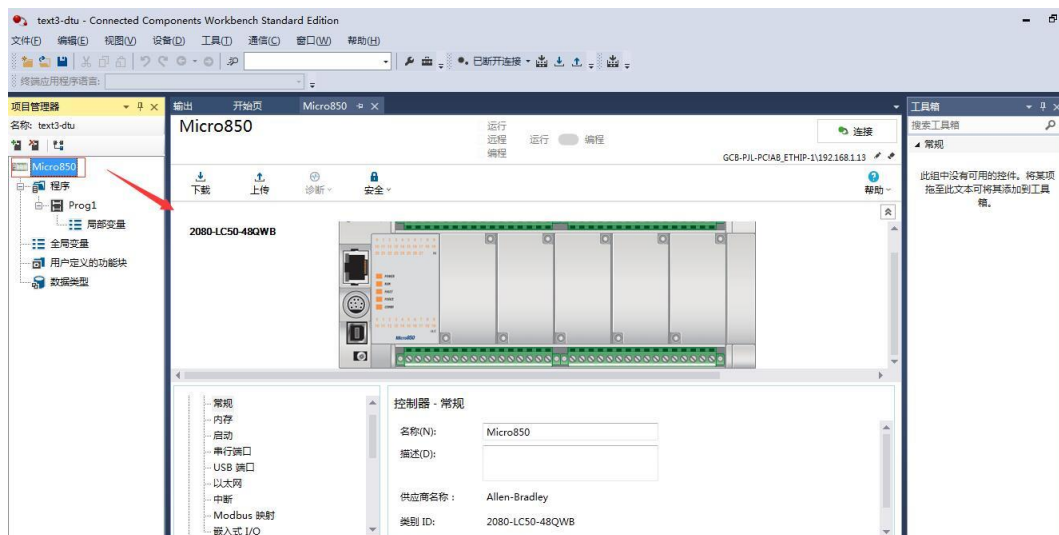 text3-dtu - Connected Components Workbench Standard Edition
文件(F) 编辑(E) 视图(V) 设备(D) 工具(T) 通信(C) 窗口(W) 帮助(H)
已断开连接
终端应用程序语言:
项目管理器
名称: text3-dtu
Micro850
程序
Prog1
局部变量
全局变量
用户定义的功能块
数据类型
输出 开始页 Micro850
Micro850
运行
远程
编程
运行 编程
连接
GCB-PJL-PC!AB_ETHIP-1\192.168.1.13
下载 上传 诊断 安全 帮助
2080-LC50-48QWB
Micro850
常规
内存
启动
串行端口
USB 端口
以太网
中断
Modbus 映射
嵌入式 I/O
控制器 - 常规
名称(N): Micro850
描述(D):
供应商名称 : Allen-Bradley
类别 ID: 2080-LC50-48QWB
工具箱
搜索工具箱
常规
此组中没有可用的控件。将某项
拖至此文本可将其添加到工具
箱。